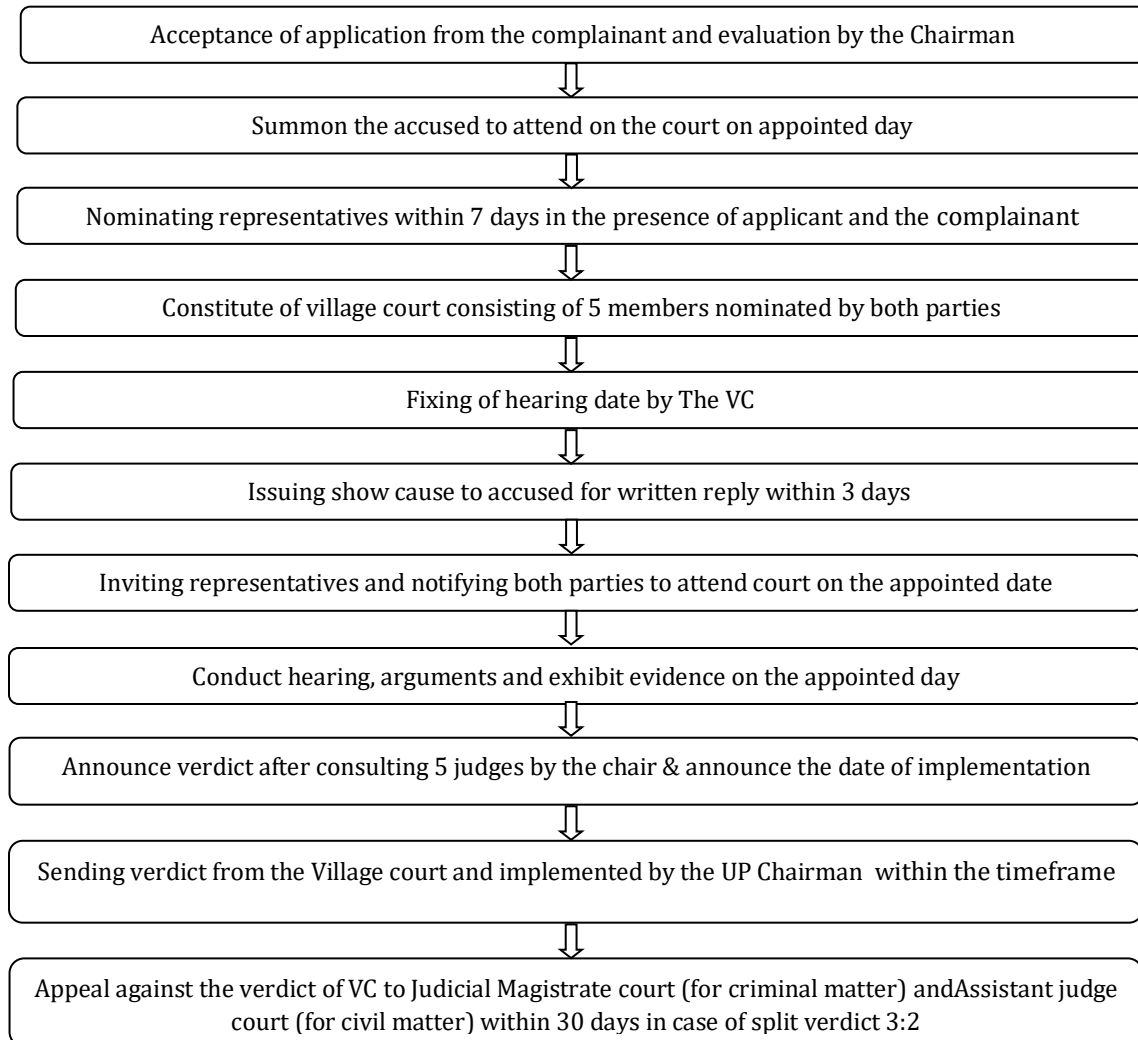 Acceptance of application from the complainant and evaluation by the Chairman
Summon the accused to attend on the court on appointed day
Nominating representatives within 7 days in the presence of applicant and the complainant
Constitute of village court consisting of 5 members nominated by both parties
Fixing of hearing date by The VC
Issuing show cause to accused for written reply within 3 days
Inviting representatives and notifying both parties to attend court on the appointed date
Conduct hearing, arguments and exhibit evidence on the appointed day
Announce verdict after consulting 5 judges by the chair & announce the date of implementation
Sending verdict from the Village court and implemented by the UP Chairman within the timeframe
Appeal against the verdict of VC to Judicial Magistrate court (for criminal matter) andAssistant judge
court (for civil matter) within 30 days in case of split verdict 3:2